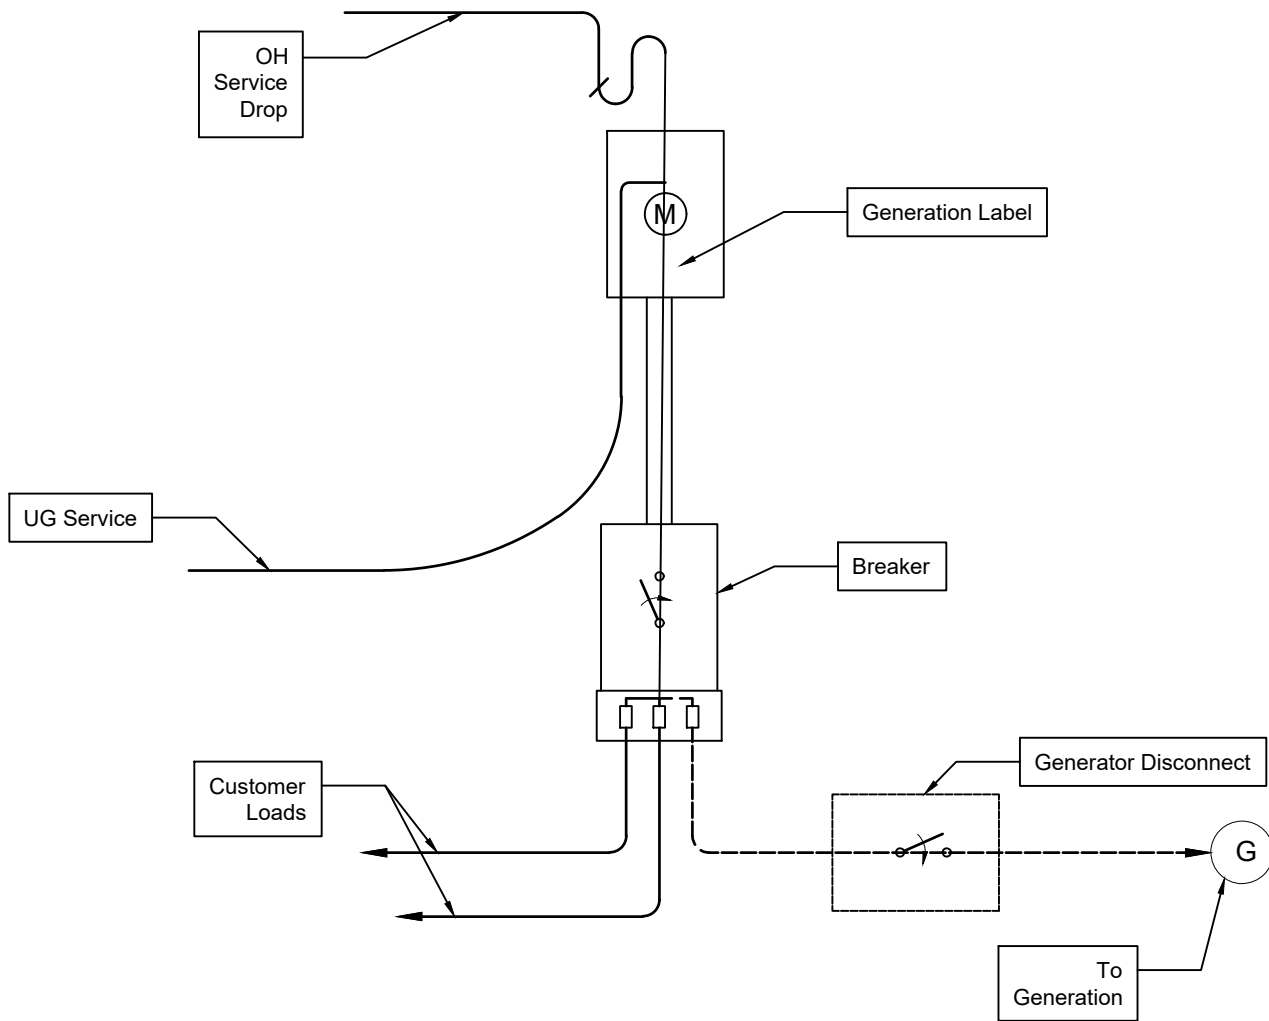 OH
Service
Drop
M
Generation Label
UG Service
Breaker
Customer
Loads
Generator Disconnect
G
To
Generation